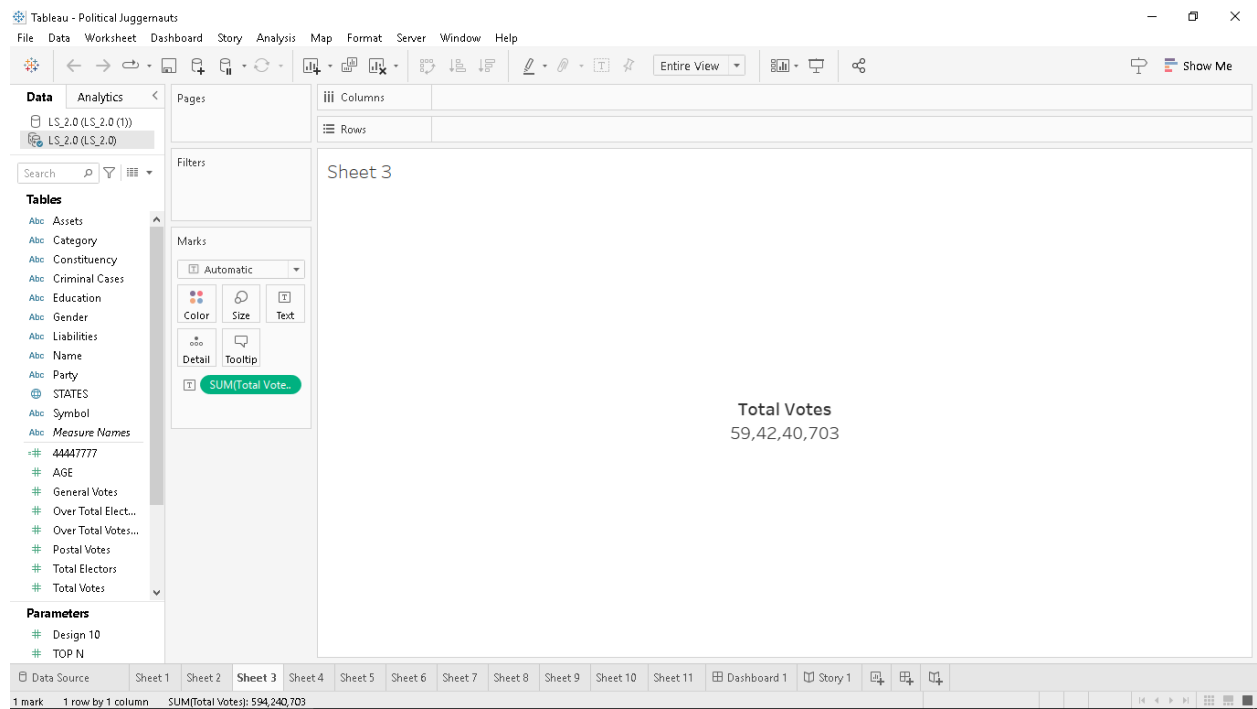 Tableau - Political Juggernauts
File Data Worksheet Dashboard Story Analysis Map Format Server Window Help
Entire View
Show Me
Data Analytics
LS_2.0 (LS_2.0 (1))
LS_2.0 (LS_2.0)
Search
Tables
Abc Assets
Abc Category
Abc Constituency
Abc Criminal Cases
Abc Education
Abc Gender
Abc Liabilities
Abc Name
Abc Party
STATES
Abc Symbol
Abc Measure Names
=# 44447777
# AGE
# General Votes
# Over Total Elect...
# Over Total Votes...
# Postal Votes
# Total Electors
# Total Votes
Parameters
# Design 10
# TOP N
Pages
Filters
Marks
T Automatic
Color Size Text
Detail Tooltip
T SUM(Total Vote..
Columns
Rows
Sheet 3
Total Votes
59,42,40,703
Data Source Sheet 1 Sheet 2 Sheet 3 Sheet 4 Sheet 5 Sheet 6 Sheet 7 Sheet 8 Sheet 9 Sheet 10 Sheet 11 Dashboard 1 Story 1
1 mark 1 row by 1 column SUM(Total Votes): 594,240,703